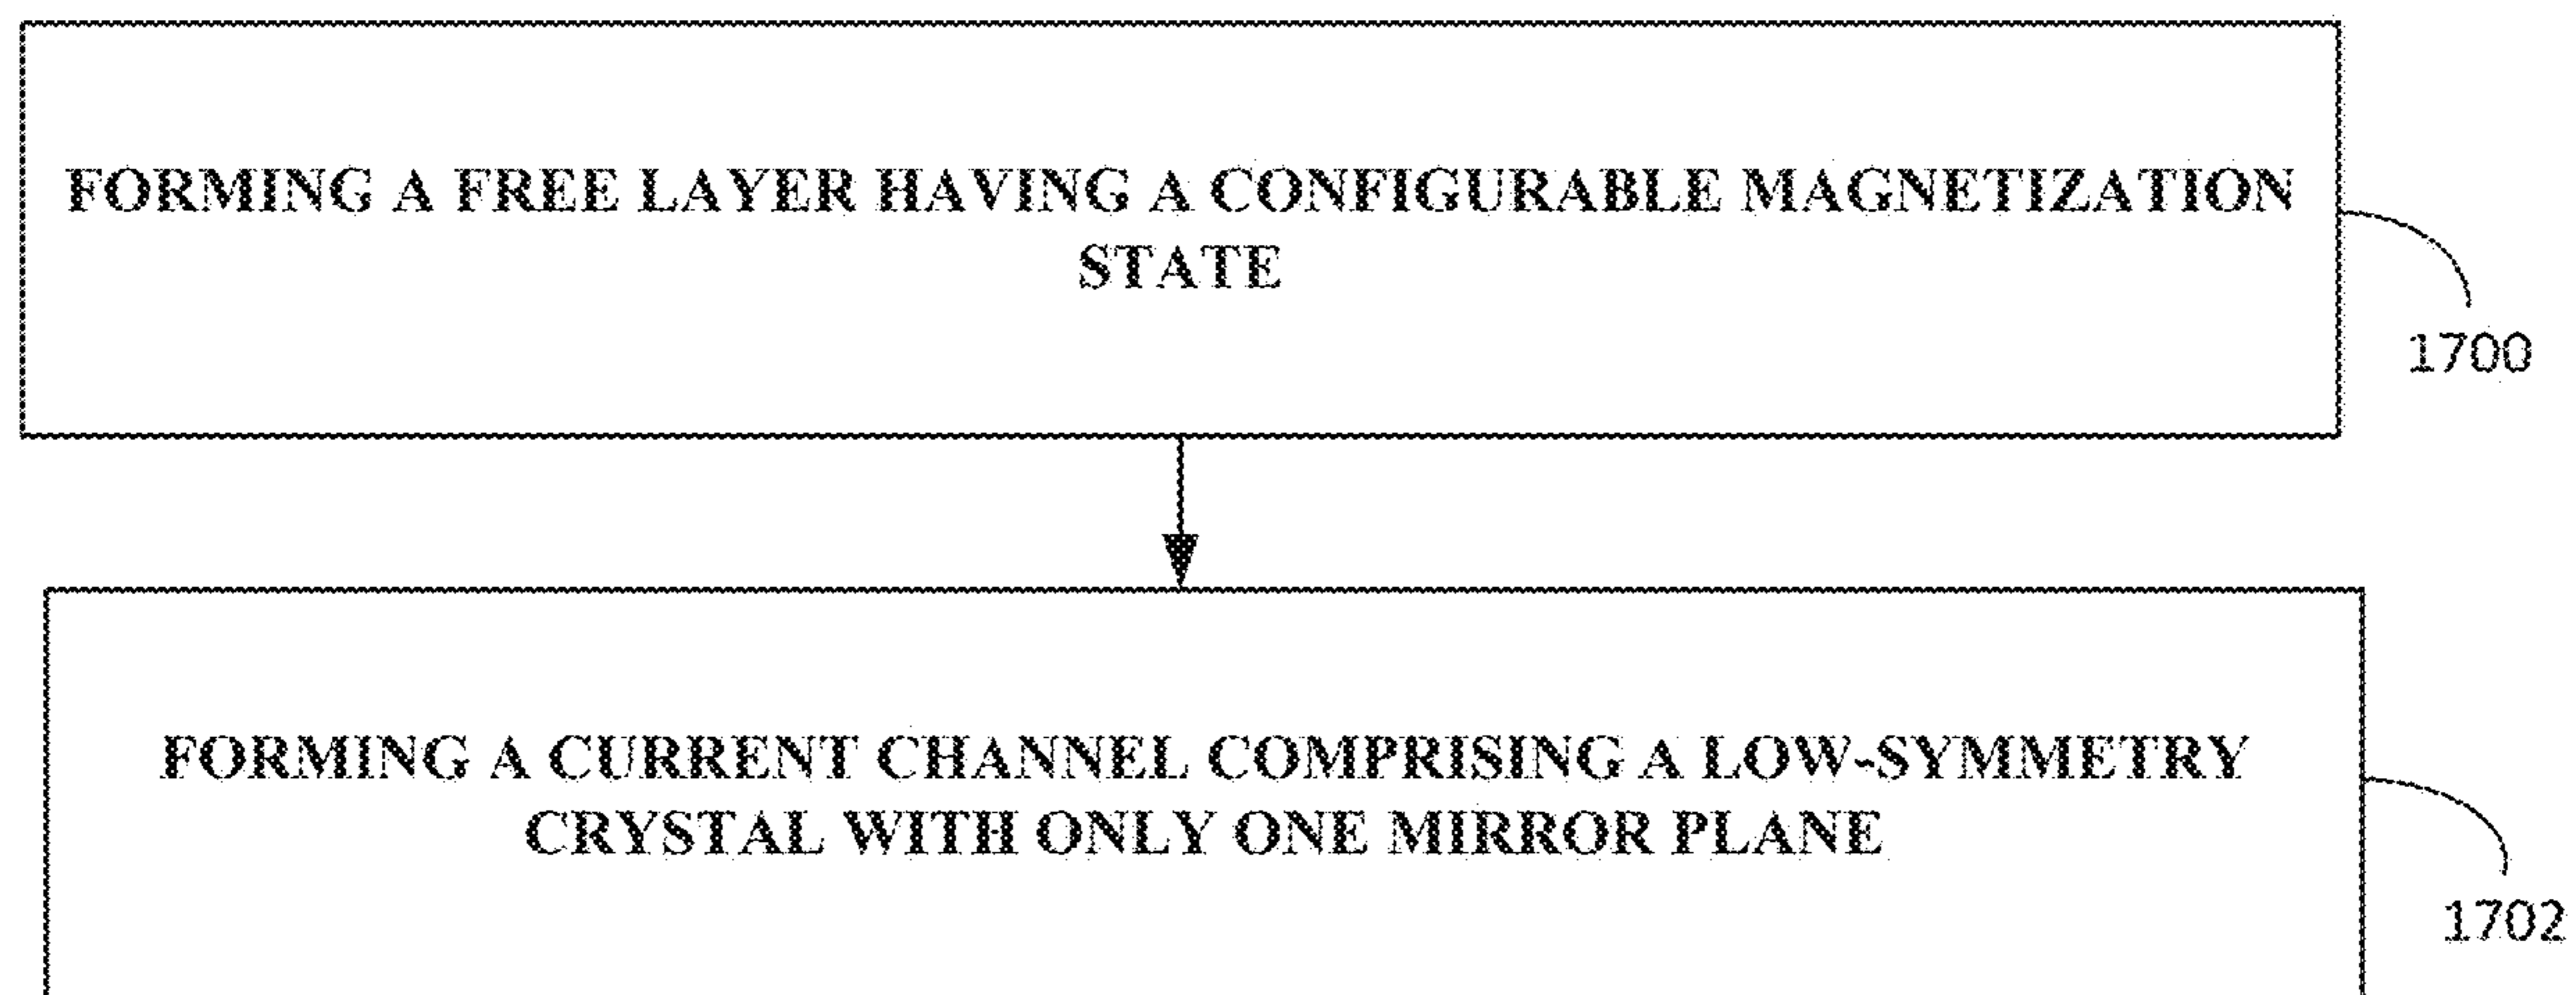 FORMING A FREE LAYER HAVING A CONFIGURABLE MAGNETIZATION
STATE
1700
FORMING A CURRENT CHANNEL COMPRISING A LOW-SYMMETRY
CRYSTAL WITH ONLY ONE MIRROR PLANE
1702